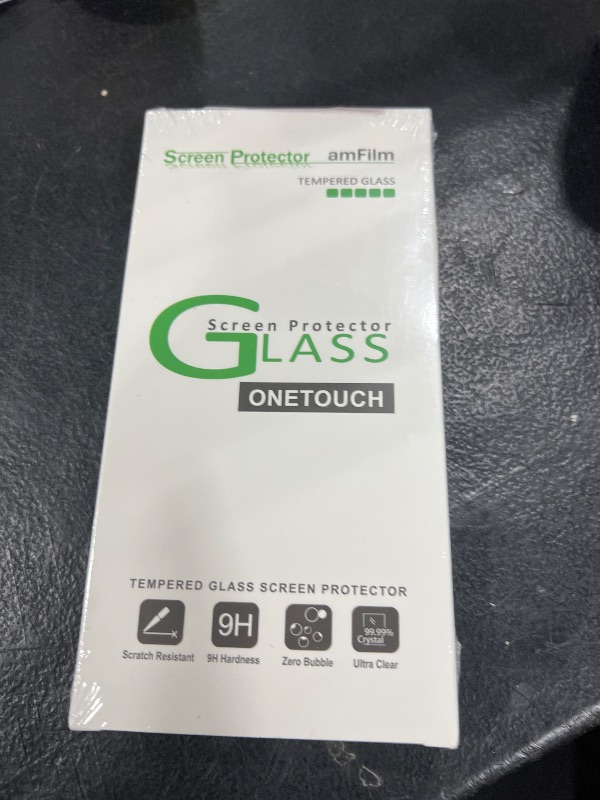 Screen Protector amFilm
TEMPERED GLASS
Screen Protector
GLASS
ONETOUCH
TEMPERED GLASS SCREEN PROTECTOR
9H
99.99%
Crystal
Scratch Resistant 9H Hardness Zero Bubble Ultra Clear